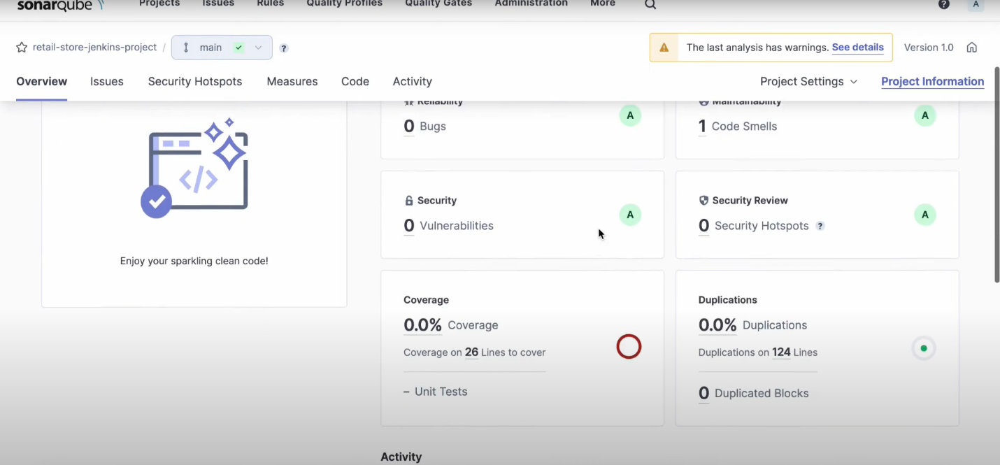 sonarqube Projects Issues Rules Quality Profiles Quality Gates Administration More ? A
retail-store-jenkins-project / main ? The last analysis has warnings. See details Version 1.0
Overview Issues Security Hotspots Measures Code Activity Project Settings Project Information
Reliability
0 Bugs
A
Maintainability
1 Code Smells
A
</>
Enjoy your sparkling clean code!
Security
0 Vulnerabilities
A
Security Review
0 Security Hotspots ?
A
Coverage
0.0% Coverage
Coverage on 26 Lines to cover
– Unit Tests
Duplications
0.0% Duplications
Duplications on 124 Lines
0 Duplicated Blocks
Activity